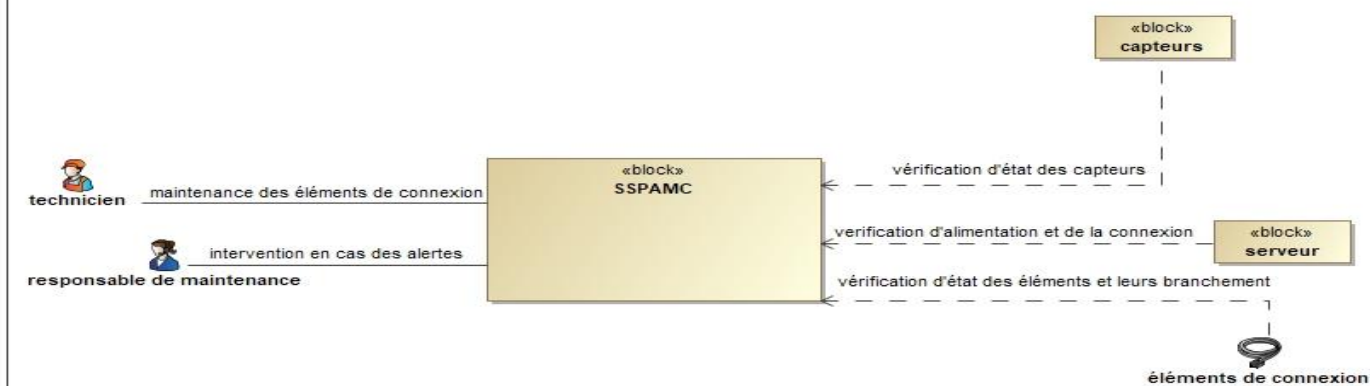 «block»
capteurs
«block»
SSPAMC
vérification d'état des capteurs
technicien
maintenance des éléments de connexion
verification d'alimentation et de la connexion
«block»
serveur
intervention en cas des alertes
responsable de maintenance
vérification d'état des éléments et leurs branchement
éléments de connexion